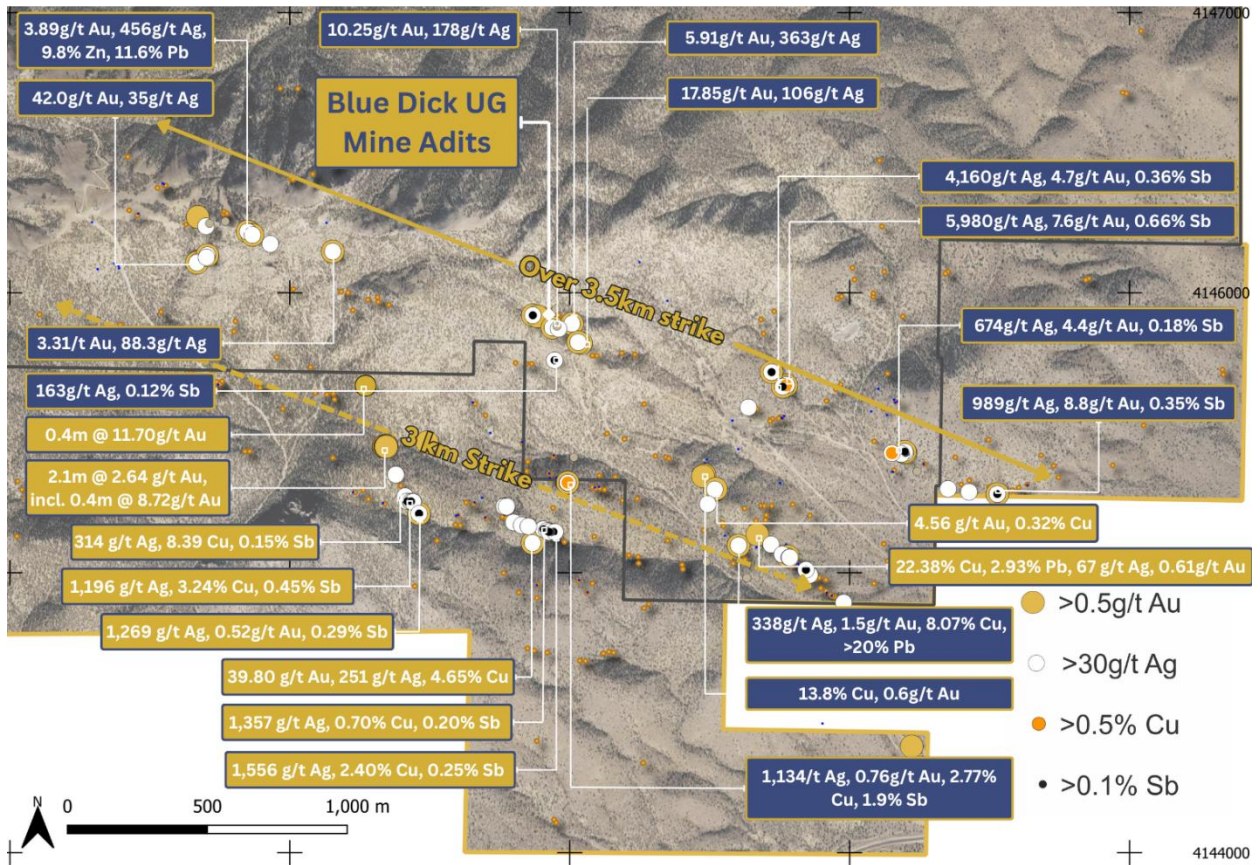 3.89g/t Au, 456g/t Ag,
9.8% Zn, 11.6% Pb
10.25g/t Au, 178g/t Ag
5.91g/t Au, 363g/t Ag
4147000
42.0g/t Au, 35g/t Ag
Blue Dick UG
Mine Adits
17.85g/t Au, 106g/t Ag
4,160g/t Ag, 4.7g/t Au, 0.36% Sb
5,980g/t Ag, 7.6g/t Au, 0.66% Sb
Over 3.5km strike
4146000
674g/t Ag, 4.4g/t Au, 0.18% Sb
3.31/t Au, 88.3g/t Ag
163g/t Ag, 0.12% Sb
989g/t Ag, 8.8g/t Au, 0.35% Sb
0.4m @ 11.70g/t Au
3 km Strike
2.1m @ 2.64 g/t Au,
incl. 0.4m @ 8.72g/t Au
4.56 g/t Au, 0.32% Cu
314 g/t Ag, 8.39 Cu, 0.15% Sb
22.38% Cu, 2.93% Pb, 67 g/t Ag, 0.61g/t Au
1,196 g/t Ag, 3.24% Cu, 0.45% Sb
>0.5g/t Au
1,269 g/t Ag, 0.52g/t Au, 0.29% Sb
338g/t Ag, 1.5g/t Au, 8.07% Cu,
>20% Pb
>30g/t Ag
39.80 g/t Au, 251 g/t Ag, 4.65% Cu
13.8% Cu, 0.6g/t Au
1,357 g/t Ag, 0.70% Cu, 0.20% Sb
>0.5% Cu
1,556 g/t Ag, 2.40% Cu, 0.25% Sb
1,134/t Ag, 0.76g/t Au, 2.77%
Cu, 1.9% Sb
>0.1% Sb
N
0 500 1,000 m
4144000